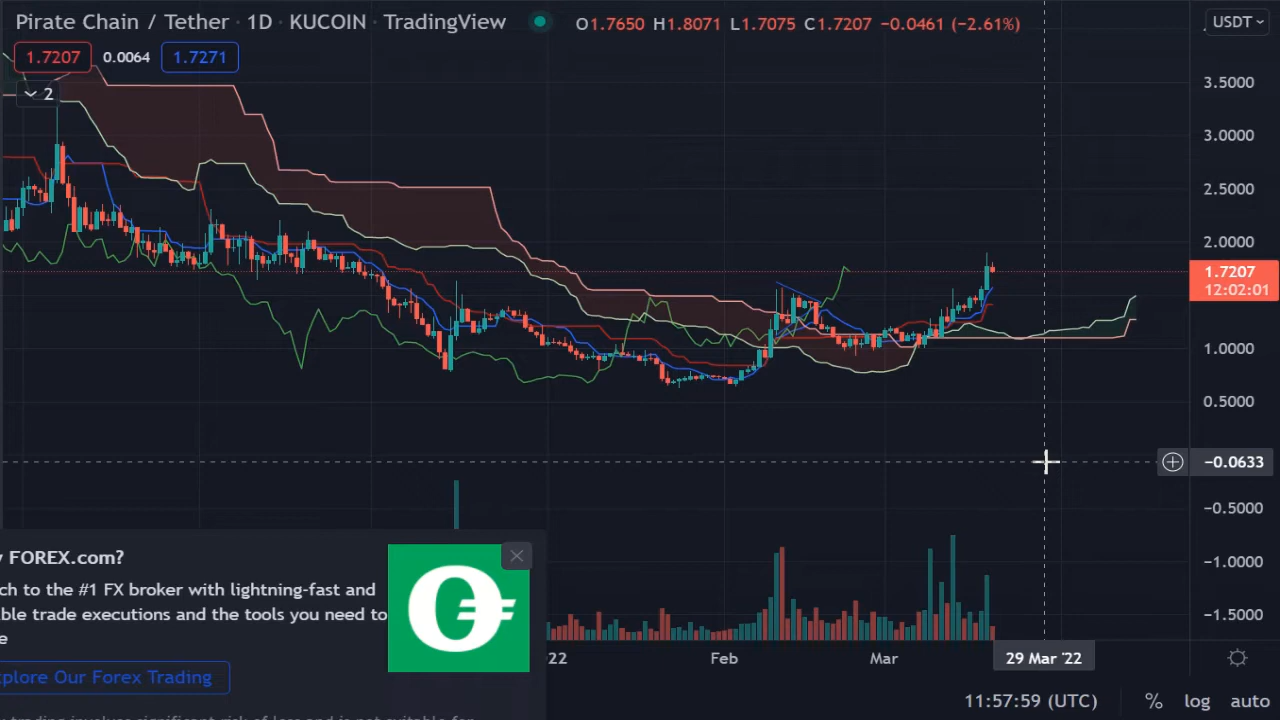 Pirate Chain / Tether · 1D · KUCOIN · TradingView
O1.7650 H1.8071 L1.7075 C1.7207 −0.0461 (−2.61%)
USDT
1.7207 0.0064 1.7271
2
3.5000
3.0000
2.5000
2.0000
1.7207
12:02:01
1.0000
0.5000
−0.0633
−0.5000
−1.0000
−1.5000
FOREX.com?
ch to the #1 FX broker with lightning-fast and
ble trade executions and the tools you need to
e
xplore Our Forex Trading
22 Feb Mar 29 Mar '22
11:57:59 (UTC) % log auto